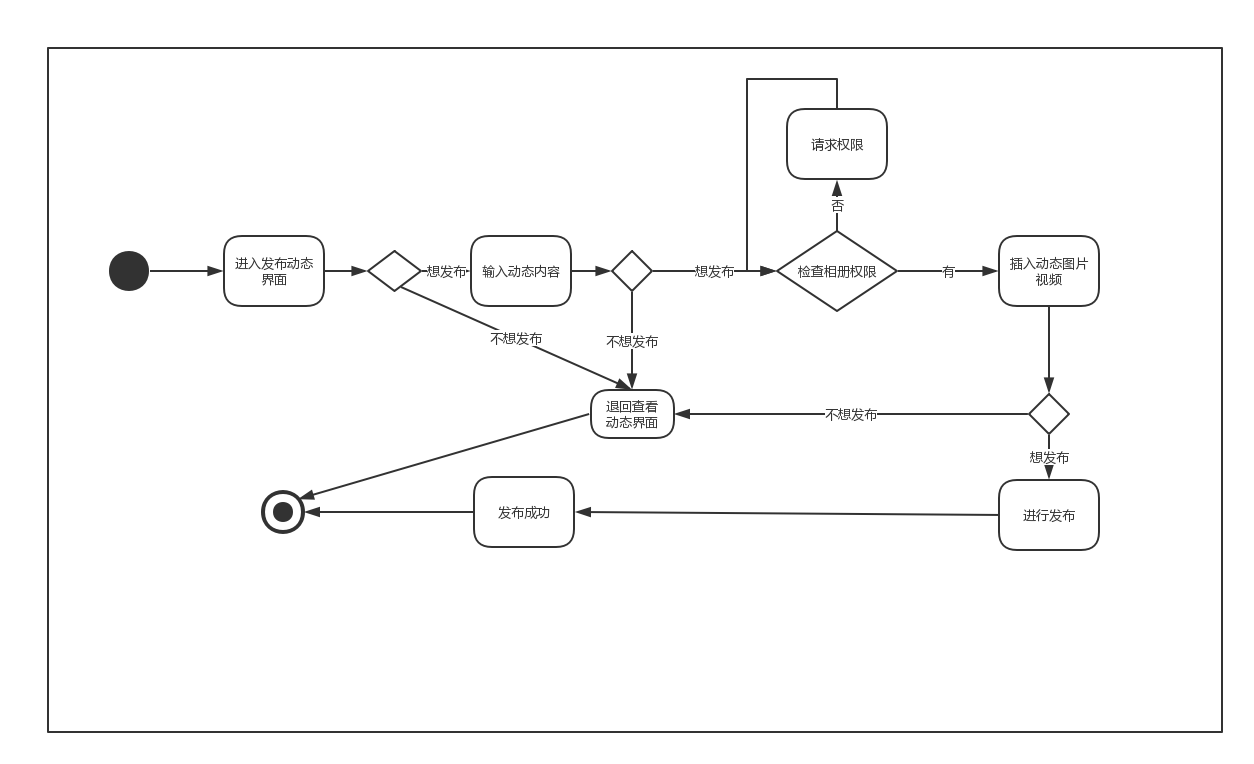 请求权限
否
进入发布动态
界面
想发布
输入动态内容
想发布
检查相册权限
有
插入动态图片
视频
不想发布
不想发布
退回查看
动态界面
不想发布
想发布
发布成功
进行发布